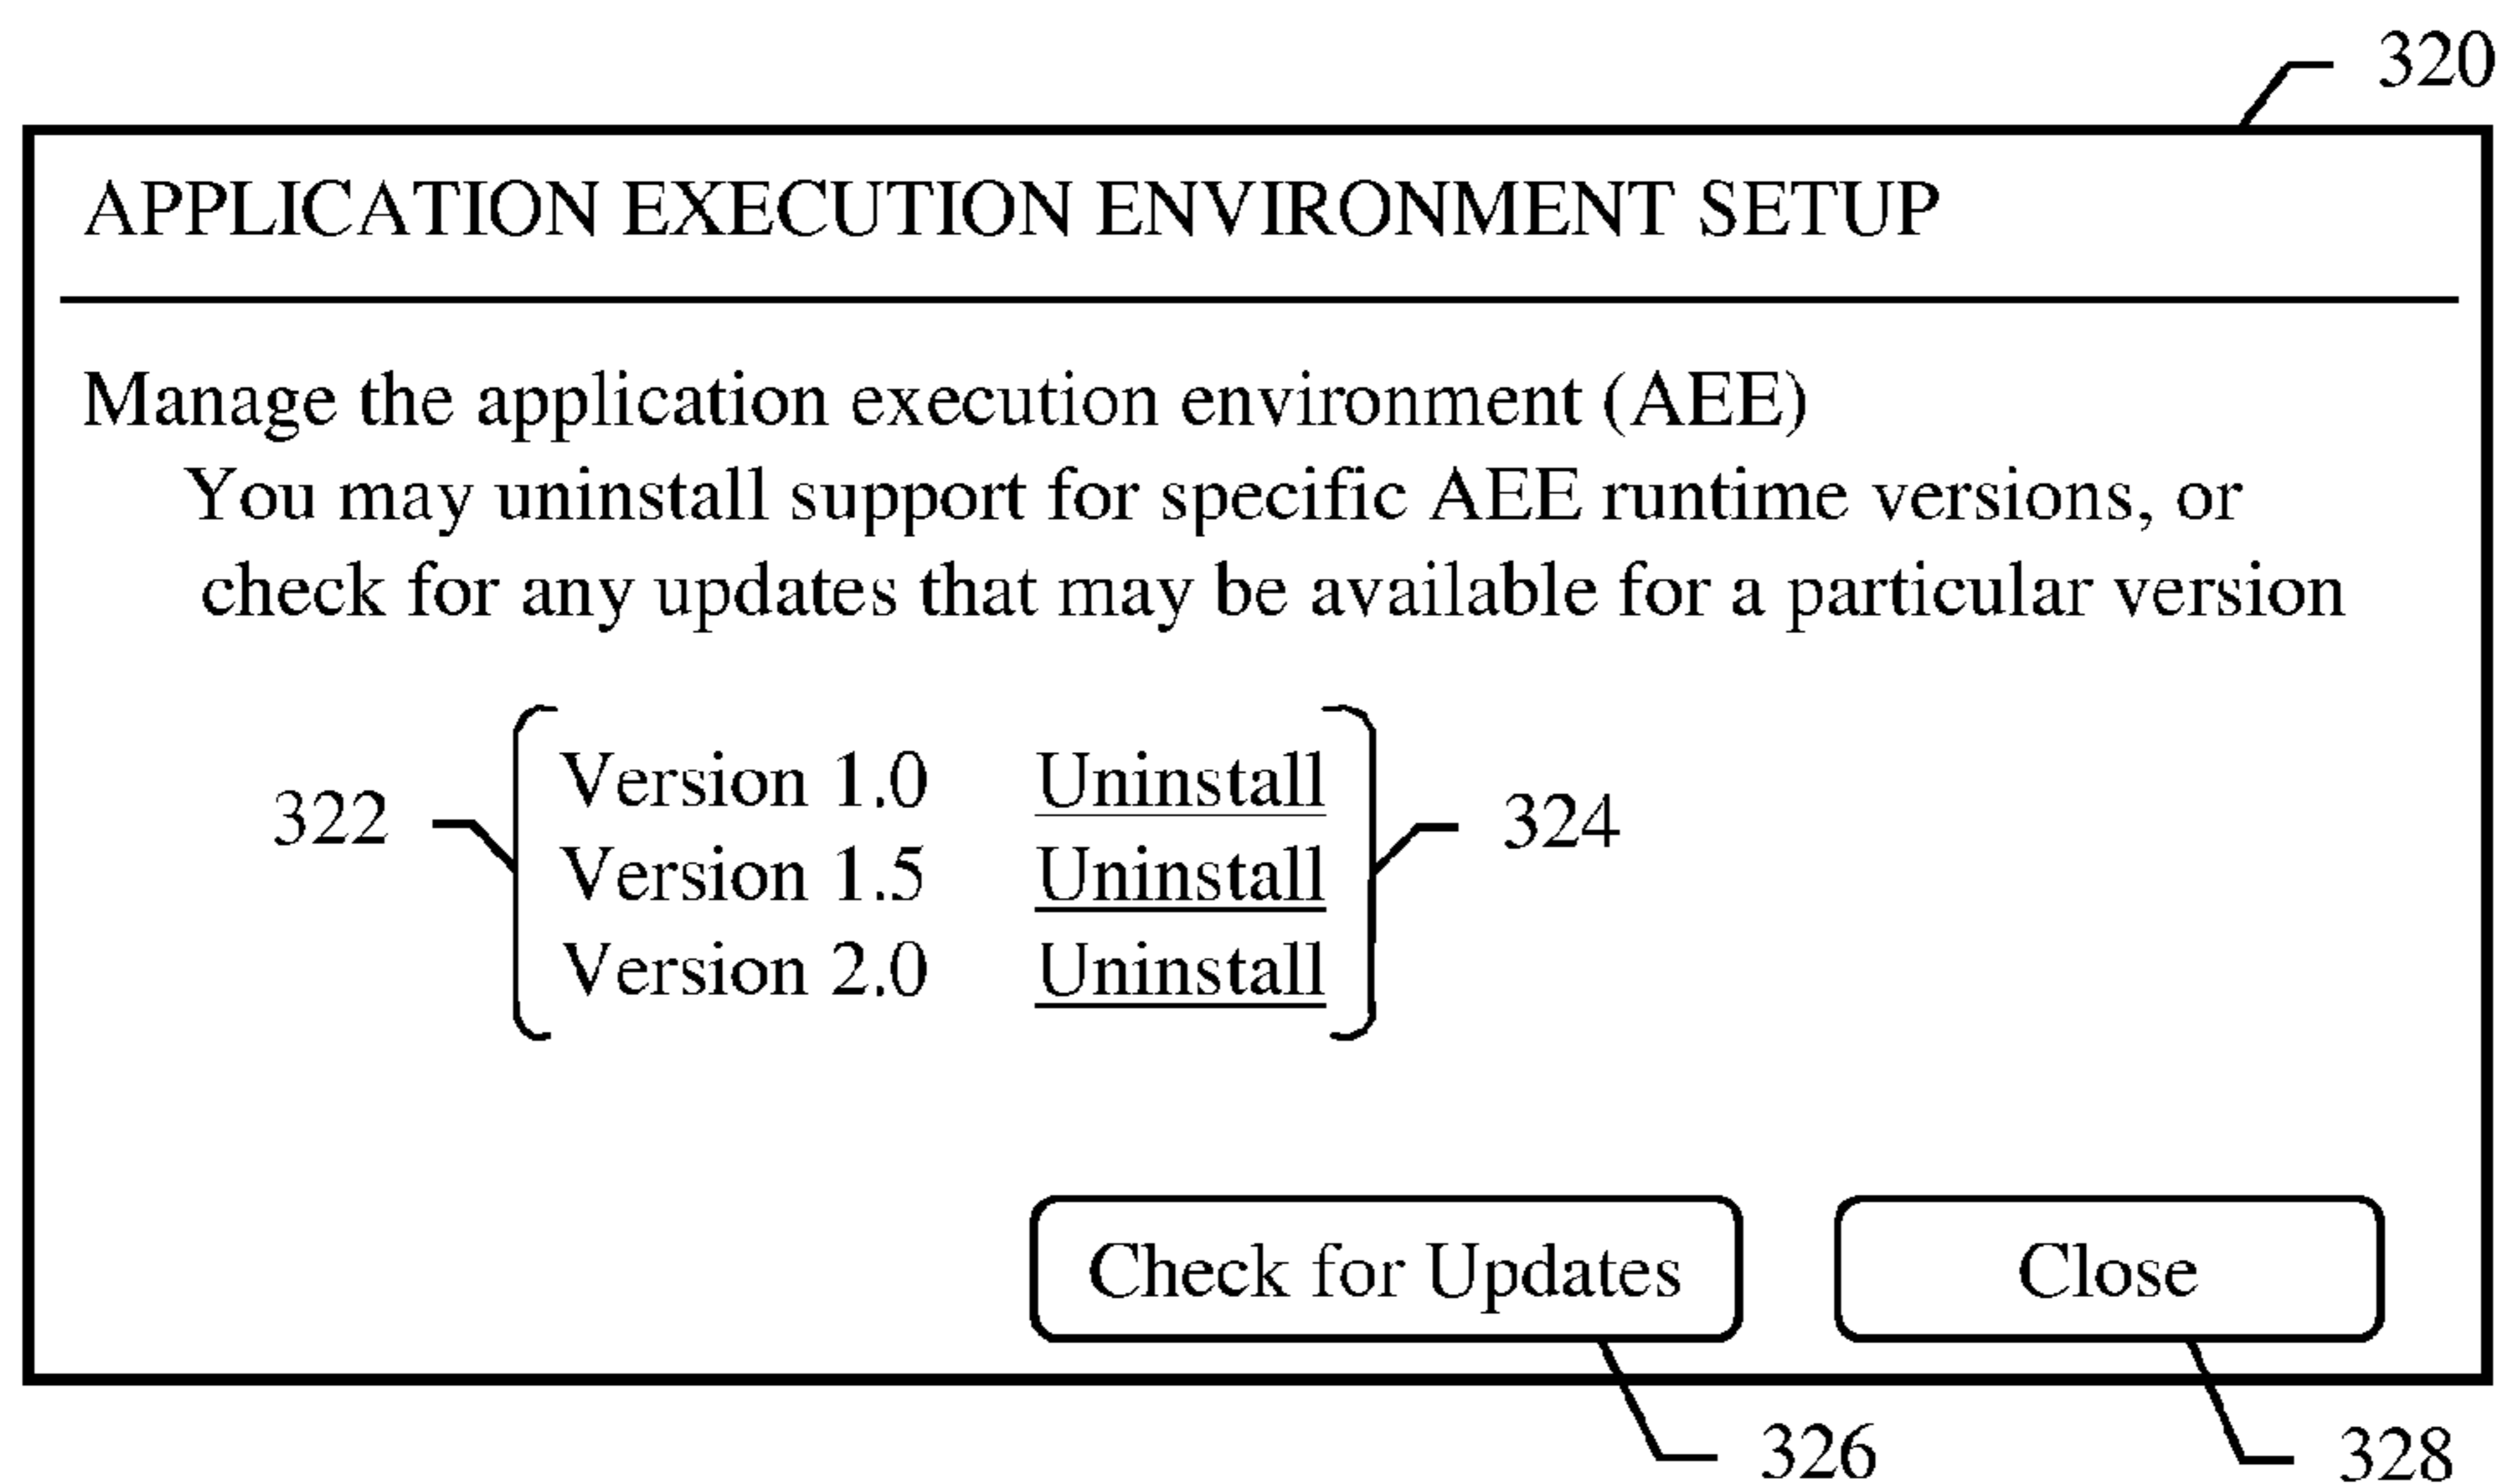 320
APPLICATION EXECUTION ENVIRONMENT SETUP
Manage the application execution environment (AEE)
You may uninstall support for specific AEE runtime versions, or
check for any updates that may be available for a particular version
Version 1.0 Uninstall
322 324
Version 1.5 Uninstall
Version 2.0 Uninstall
Check for Updates Close
326 328